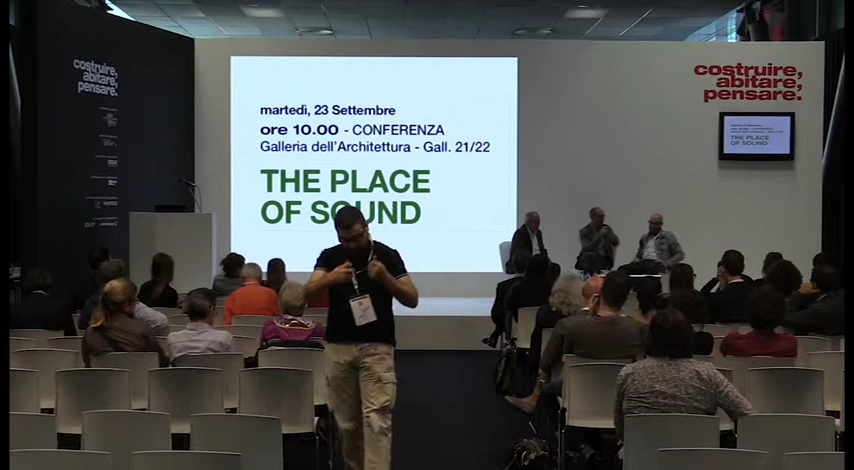 costruire,
abitare,
pensare.
martedì, 23 Settembre
ore 10.00 - CONFERENZA
Galleria dell'Architettura - Gall. 21/22
THE PLACE
OF SOUND
costruire,
abitare,
pensare.
THE PLACE
OF SOUND